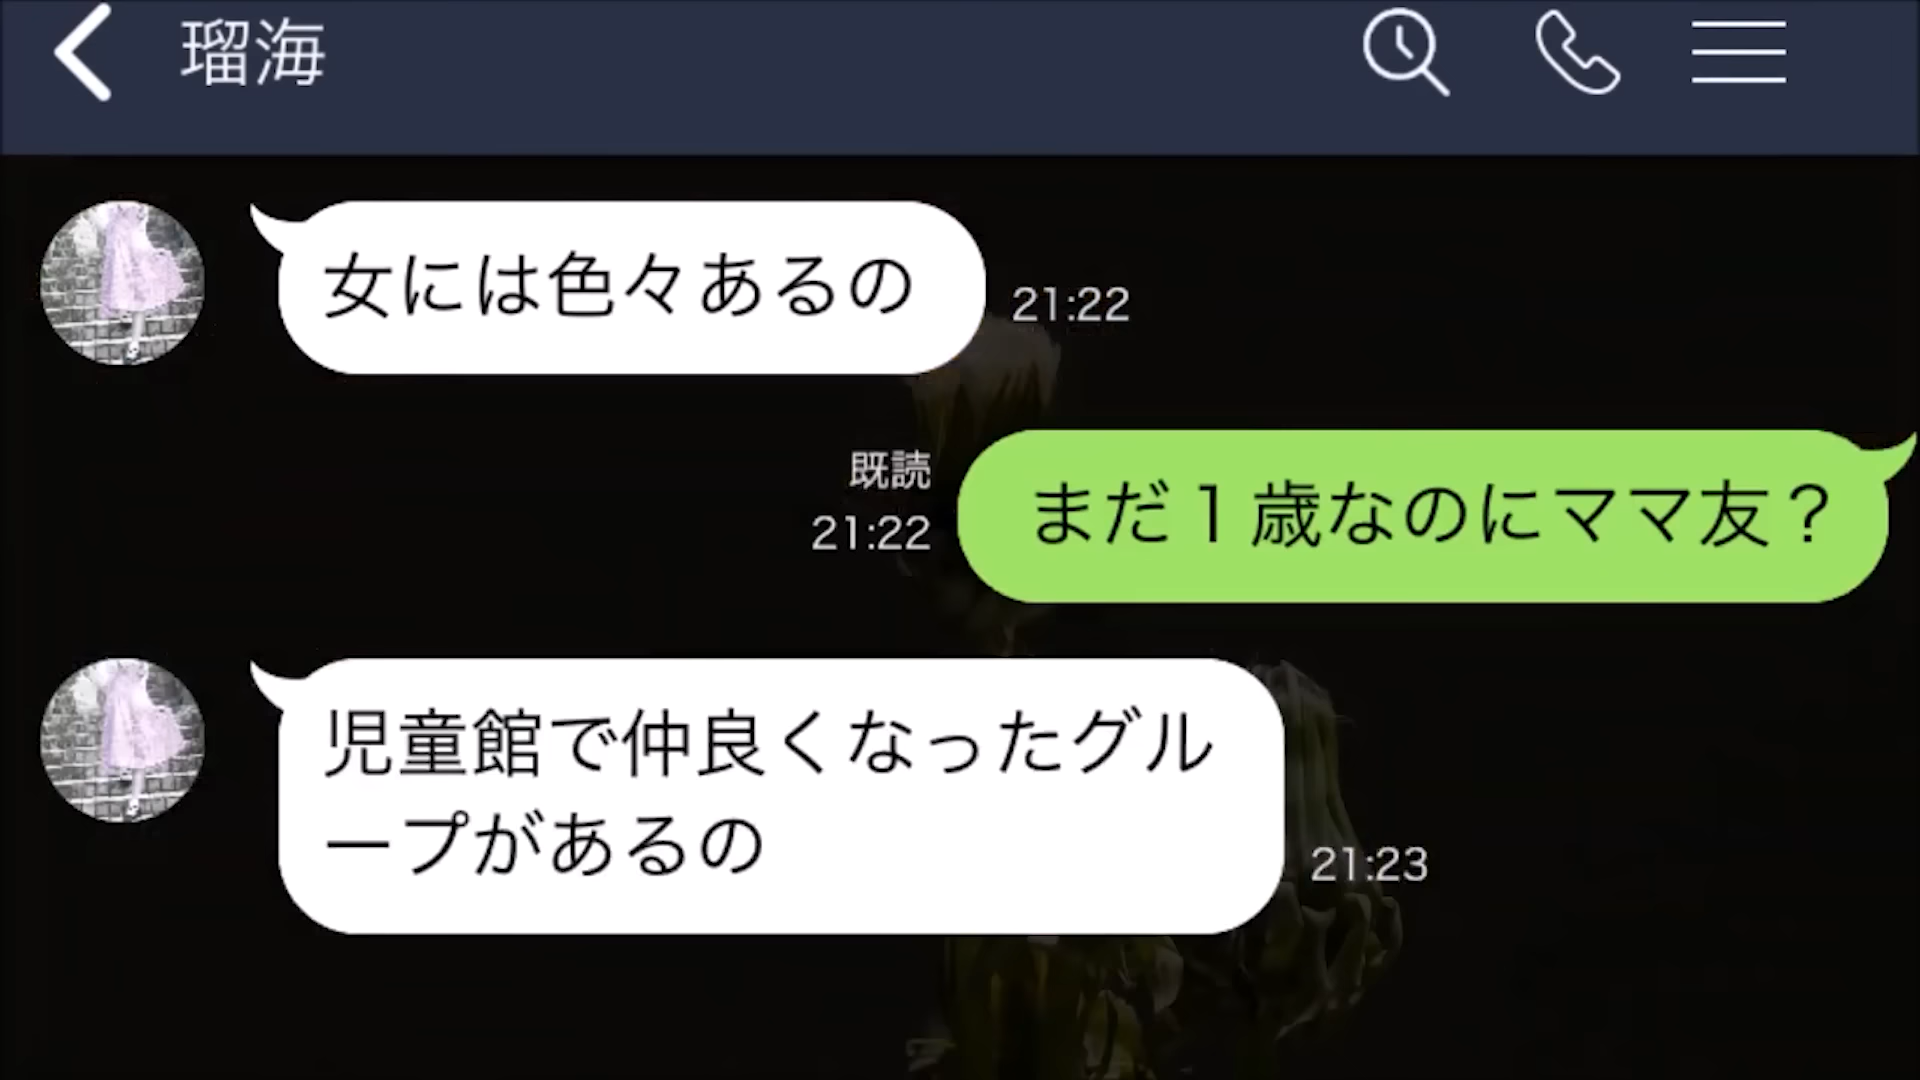 瑠海
女には色々あるの
21:22
既読
21:22
まだ１歳なのにママ友？
児童館で仲良くなったグル
ープがあるの
21:23